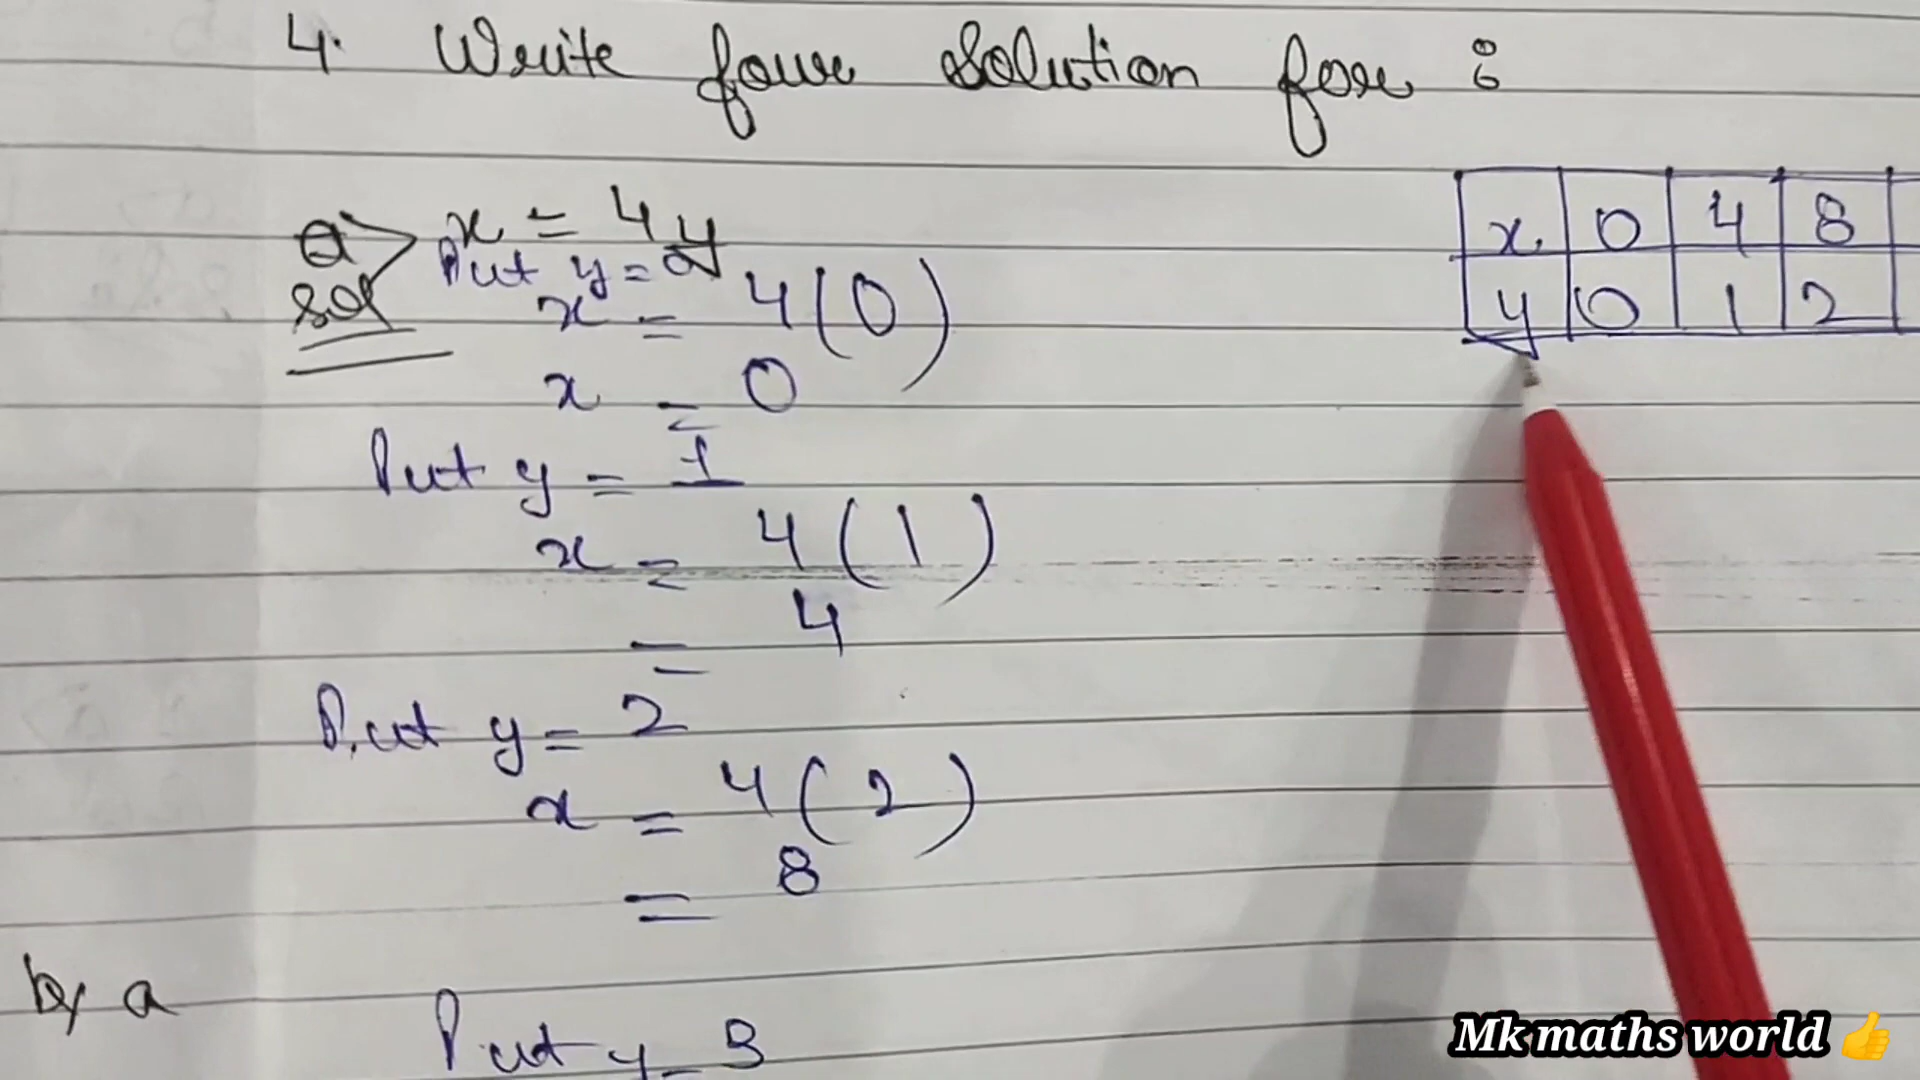 4. Write four solution for :
a> x = 4y
Sol Put y = 0
x = 4(0)
x = 0
Put y = 1
x = 4(1)
= 4
Put y = 2
x = 4(2)
= 8
by a
Put y = 3
x 0 4 8
y 0 1 2
Mk maths world 👍